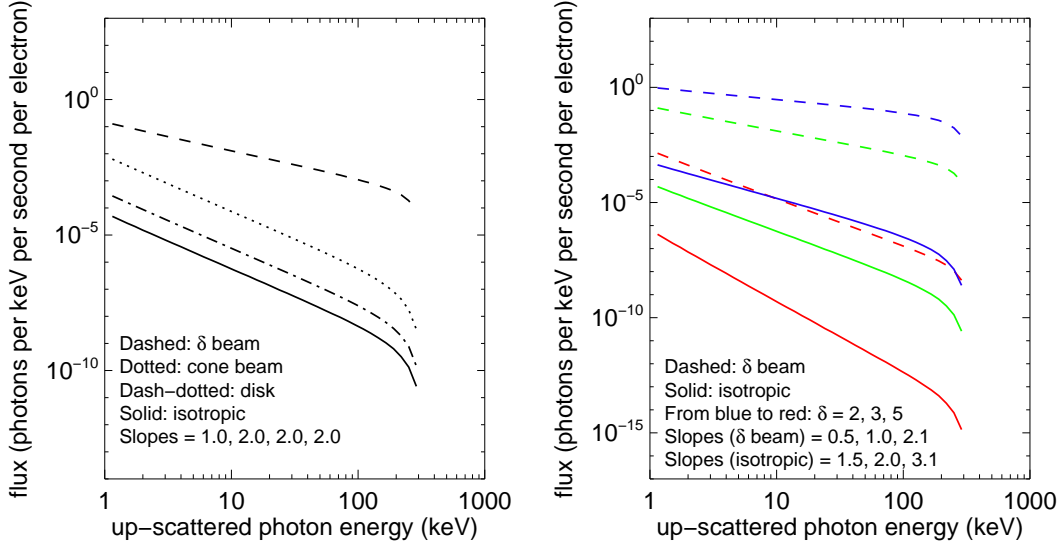 flux (photons per keV per second per electron)
10⁰
10⁻⁵
10⁻¹⁰
Dashed: δ beam
Dotted: cone beam
Dash−dotted: disk
Solid: isotropic
Slopes = 1.0, 2.0, 2.0, 2.0
1 10 100 1000
up−scattered photon energy (keV)
flux (photons per keV per second per electron)
10⁰
10⁻⁵
10⁻¹⁰
10⁻¹⁵
Dashed: δ beam
Solid: isotropic
From blue to red: δ = 2, 3, 5
Slopes (δ beam) = 0.5, 1.0, 2.1
Slopes (isotropic) = 1.5, 2.0, 3.1
1 10 100 1000
up−scattered photon energy (keV)